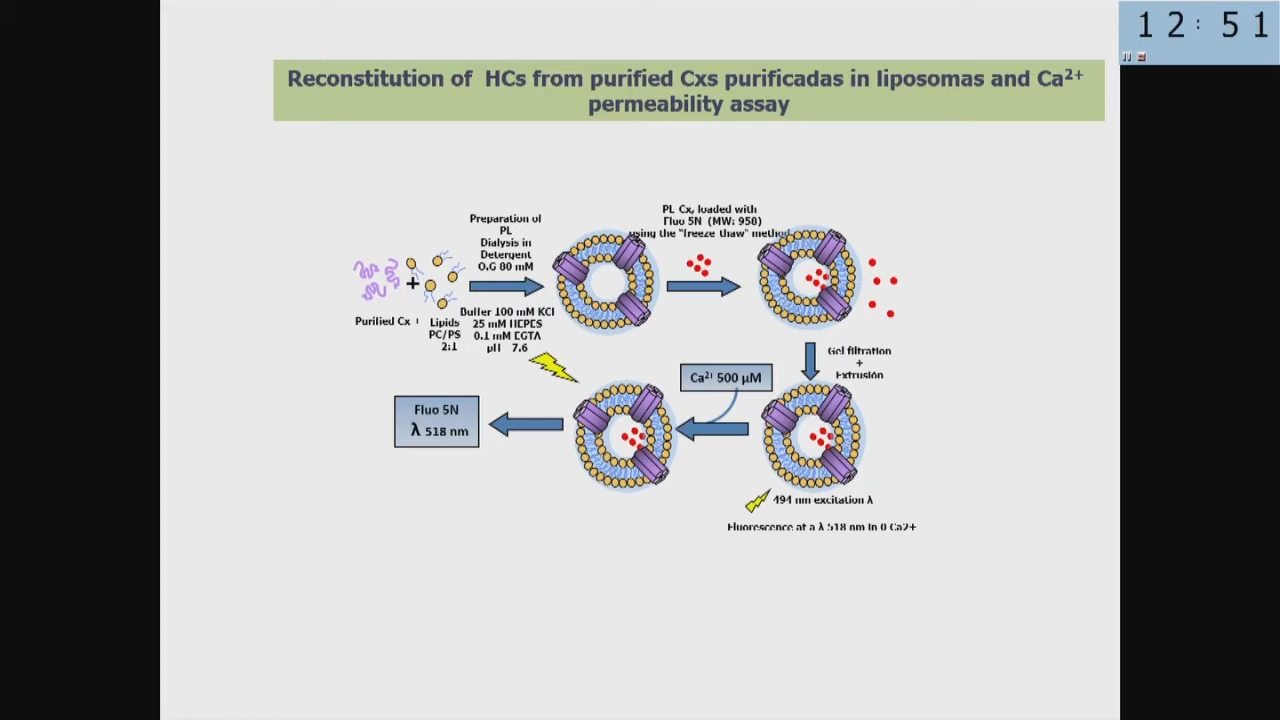 12:51
Reconstitution of HCs from purified Cxs purificadas in liposomas and Ca²⁺
permeability assay
Preparation of
PL
Dialysis in
Detergent
O.G 80 mM
PL Cx, loaded with
Fluo 5N (MW: 958)
using the "freeze thaw" method
+
Purified Cx +
Lipids
PC/PS
2:1
Buffer 100 mM KCl
25 mM HEPES
0.1 mM EGTA
pH 7.6
Gel filtration
+
Extrusión
Ca²⁺ 500 µM
Fluo 5N
λ 518 nm
494 nm excitation λ
Fluorescence at a λ 518 nm in 0 Ca2+